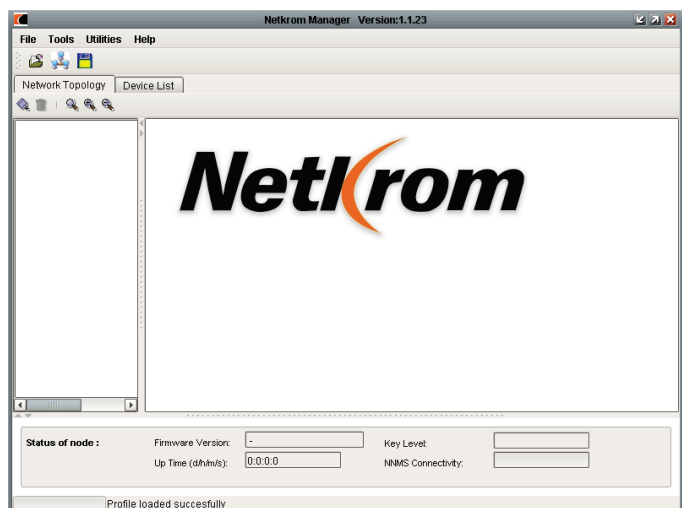 Netkrom Manager Version:1.1.23
File Tools Utilities Help
Network Topology Device List
Netkrom
Status of node : Firmware Version: - Key Level:
Up Time (d/h/m/s): 0:0:0:0 NNMS Connectivity:
Profile loaded succesfully